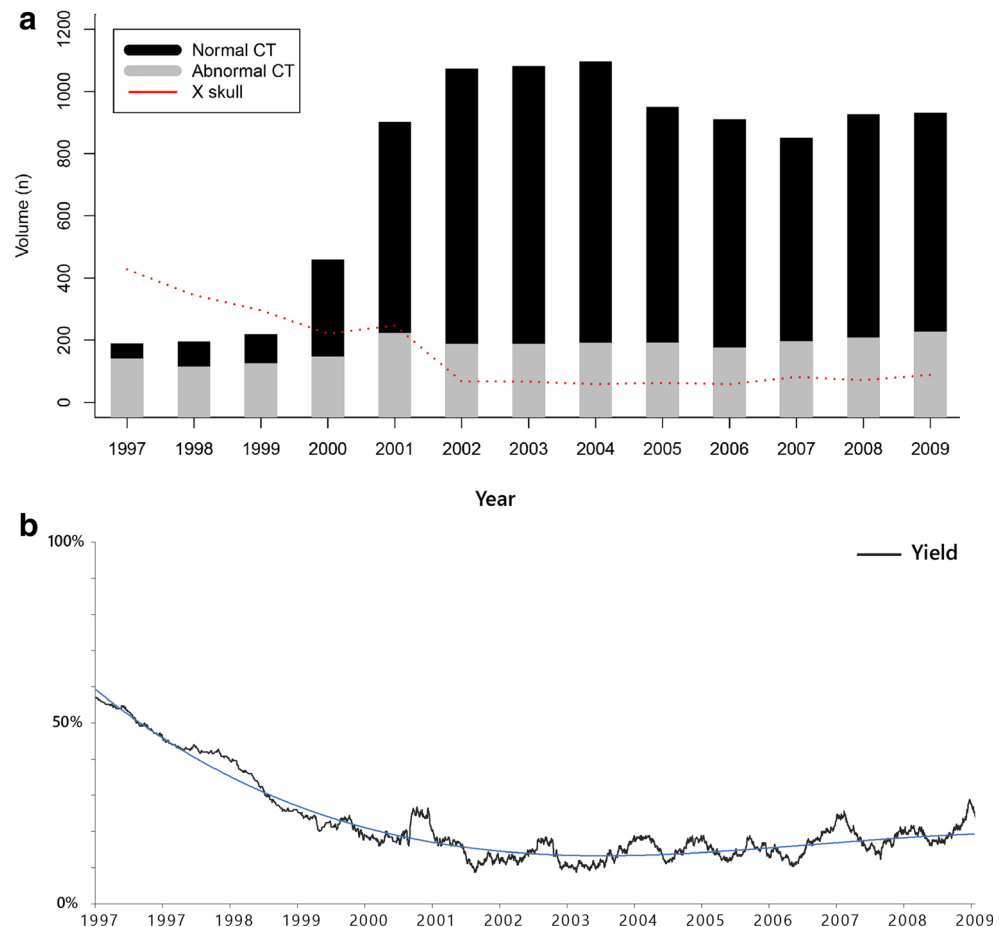 a
Normal CT
Abnormal CT
X skull
Volume (n)
1200
1000
800
600
400
200
0
1997 1998 1999 2000 2001 2002 2003 2004 2005 2006 2007 2008 2009
Year
b
Yield
100%
50%
0%
1997 1997 1998 1999 2000 2001 2002 2003 2004 2005 2006 2007 2008 2009